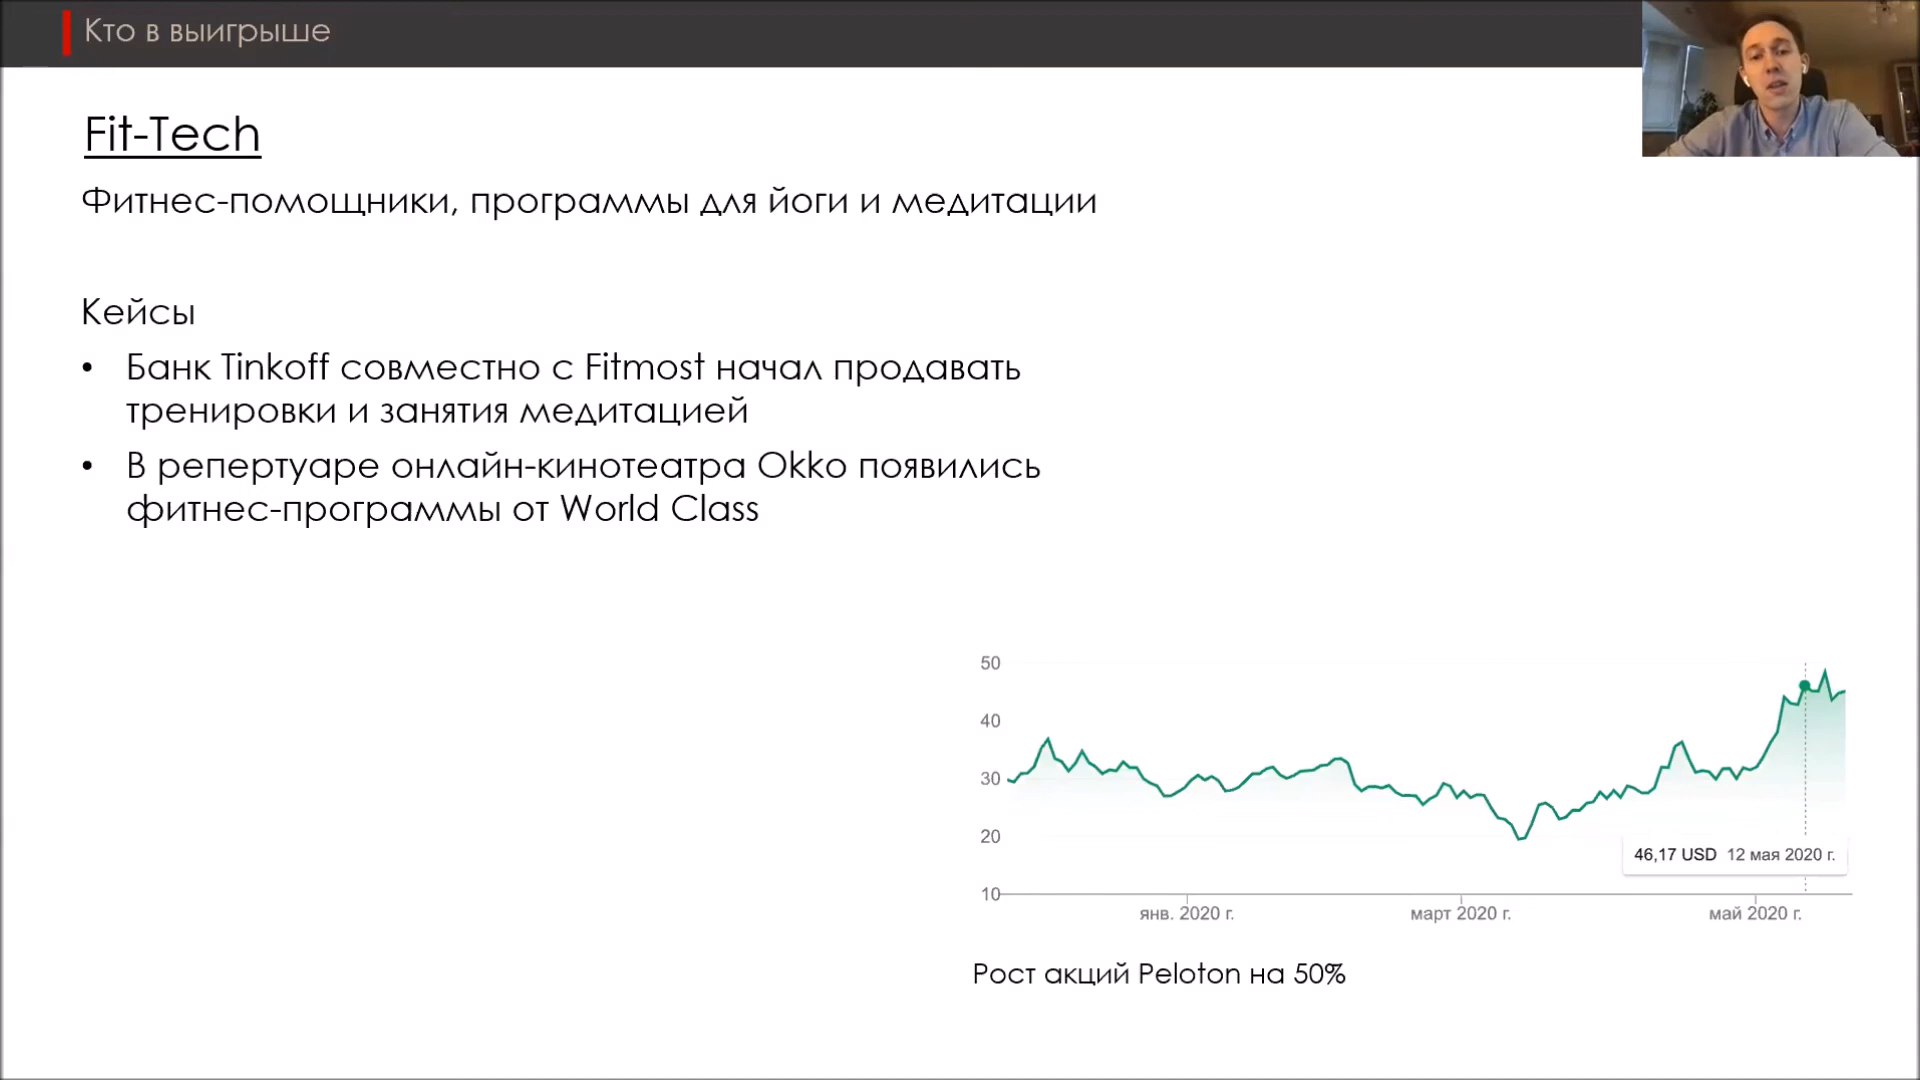 Кто в выигрыше
Fit-Tech
Фитнес-помощники, программы для йоги и медитации
Кейсы
• Банк Tinkoff совместно с Fitmost начал продавать
тренировки и занятия медитацией
• В репертуаре онлайн-кинотеатра Okko появились
фитнес-программы от World Class
50
40
30
20
10
46,17 USD 12 мая 2020 г.
янв. 2020 г. март 2020 г. май 2020 г.
Рост акций Peloton на 50%